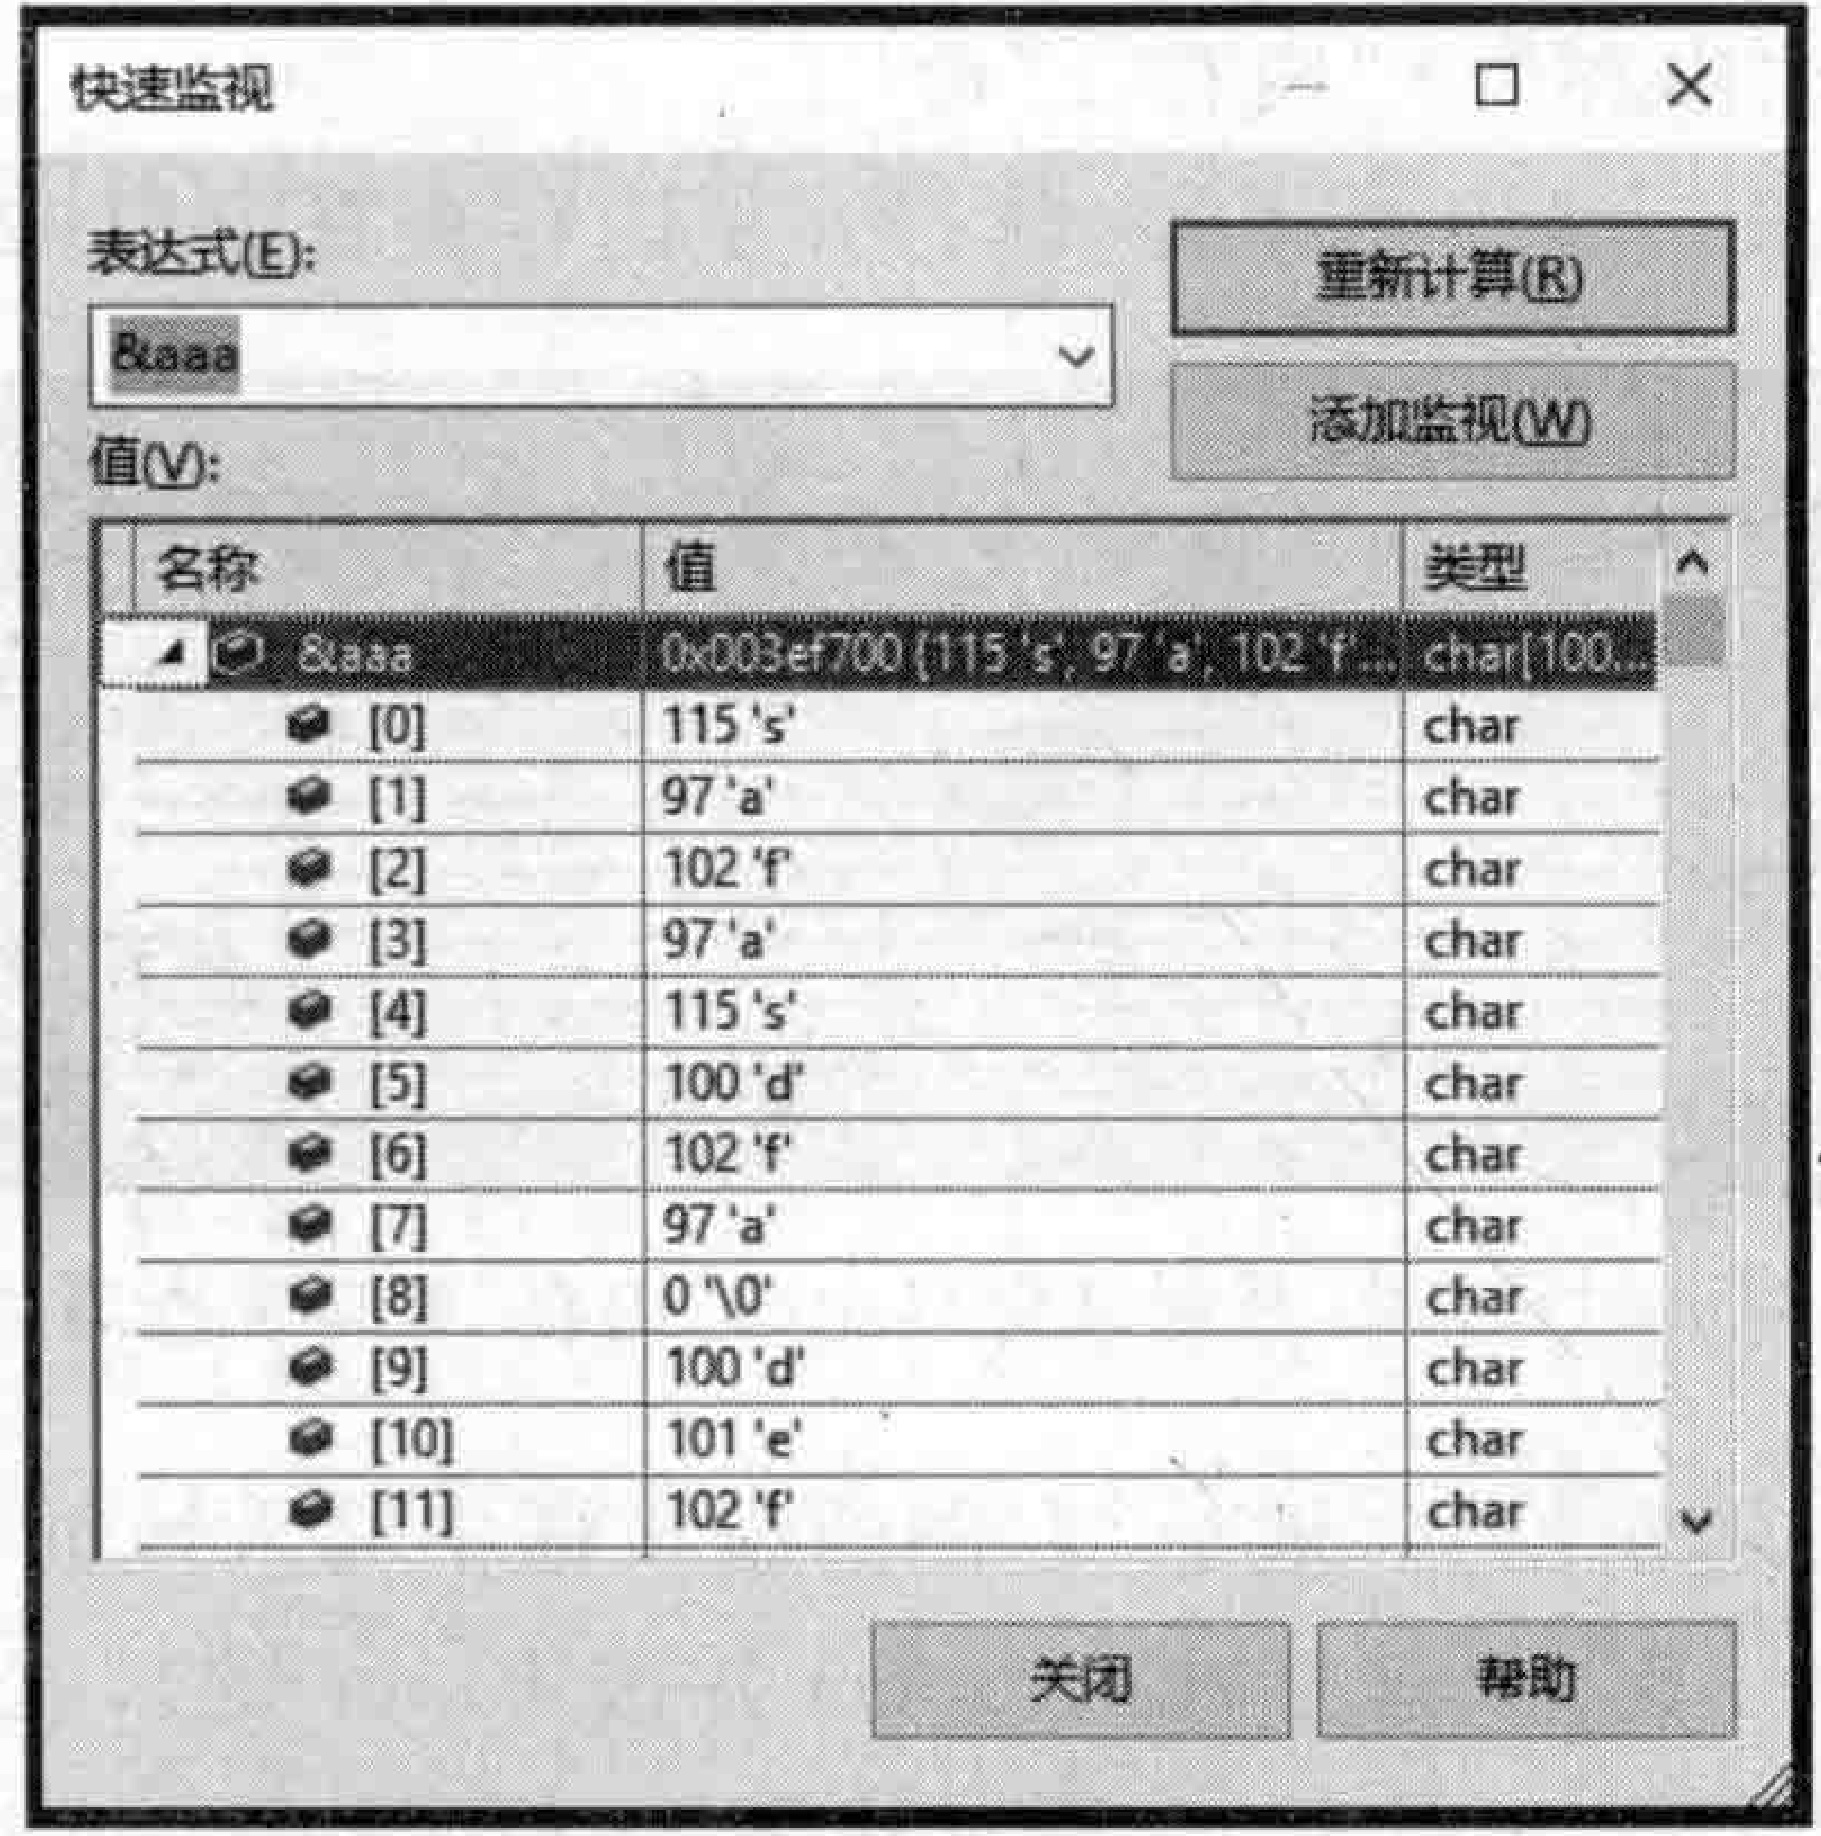 快速监视
表达式(E):
重新计算(R)
&aaa
添加监视(W)
值(V):
名称 值 类型
&aaa 0x003ef700 {115 's', 97 'a', 102 'f'... char[100...
[0] 115 's' char
[1] 97 'a' char
[2] 102 'f' char
[3] 97 'a' char
[4] 115 's' char
[5] 100 'd' char
[6] 102 'f' char
[7] 97 'a' char
[8] 0 '\0' char
[9] 100 'd' char
[10] 101 'e' char
[11] 102 'f' char
关闭 帮助